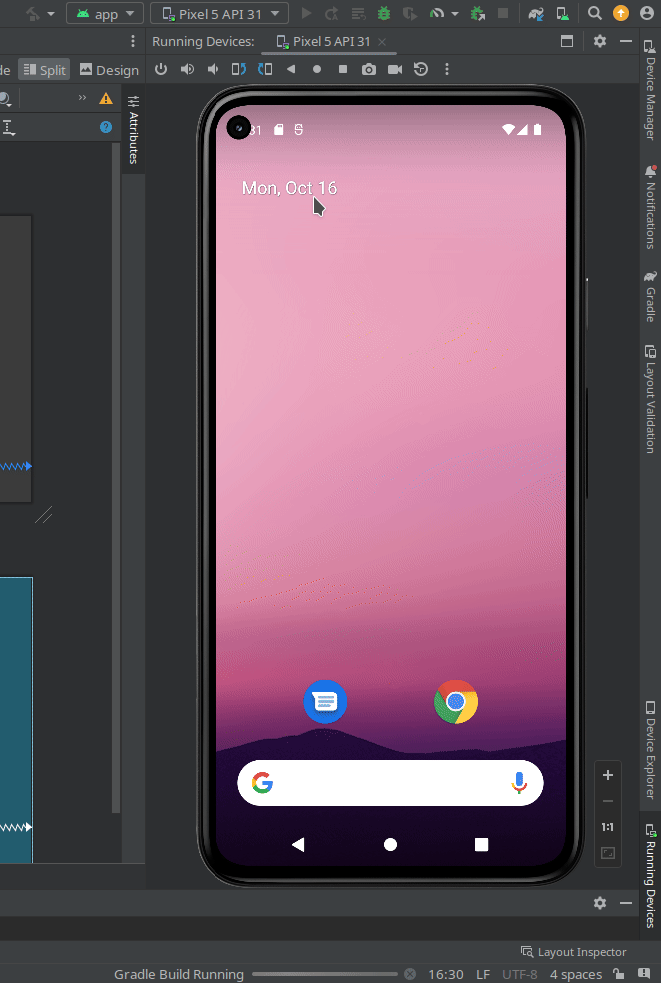 app
Pixel 5 API 31
Running Devices:
Pixel 5 API 31
Split
Design
Attributes
Device Manager
Notifications
Gradle
Layout Validation
31
Mon, Oct 16
1:1
Device Explorer
Running Devices
Layout Inspector
Gradle Build Running
16:30
LF
UTF-8
4 spaces